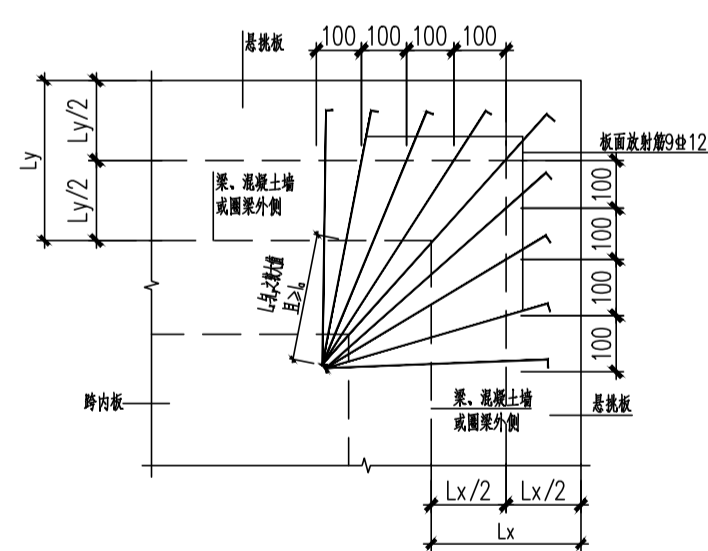 悬挑板
100 100 100 100
Ly
Ly/2
Ly/2
板面放射筋9⌀12
梁、混凝土墙
或圈梁外侧
100
100
100
100
且≥la
跨内板
梁、混凝土墙
或圈梁外侧
悬挑板
Lx/2 Lx/2
Lx